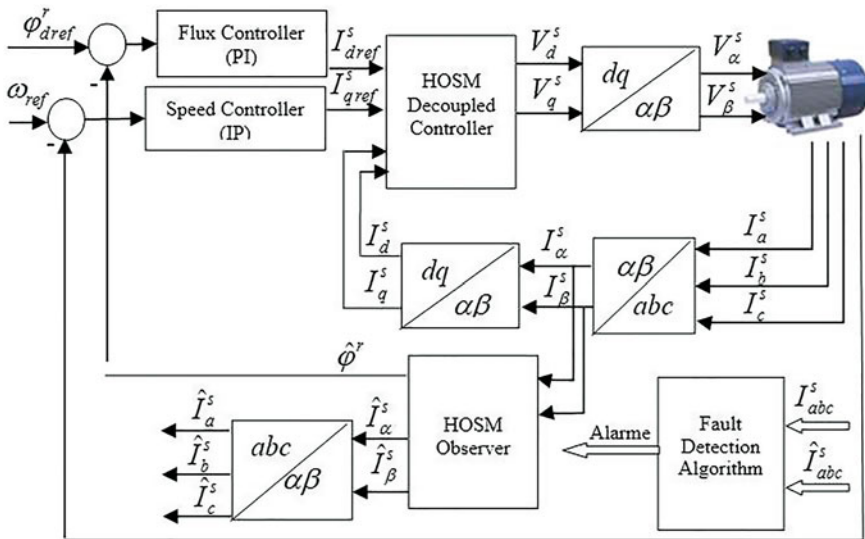 φ^r_dref
Flux Controller
(PI)
I^s_dref
ω_ref
Speed Controller
(IP)
I^s_qref
HOSM
Decoupled
Controller
V^s_d
V^s_q
dq
αβ
V^s_α
V^s_β
-
-
I^s_d
I^s_q
dq
αβ
I^s_α
I^s_β
αβ
abc
I^s_a
I^s_b
I^s_c
φ̂^r
HOSM
Observer
Î^s_a
Î^s_b
Î^s_c
abc
αβ
Î^s_α
Î^s_β
Alarme
Fault
Detection
Algorithm
I^s_abc
Î^s_abc